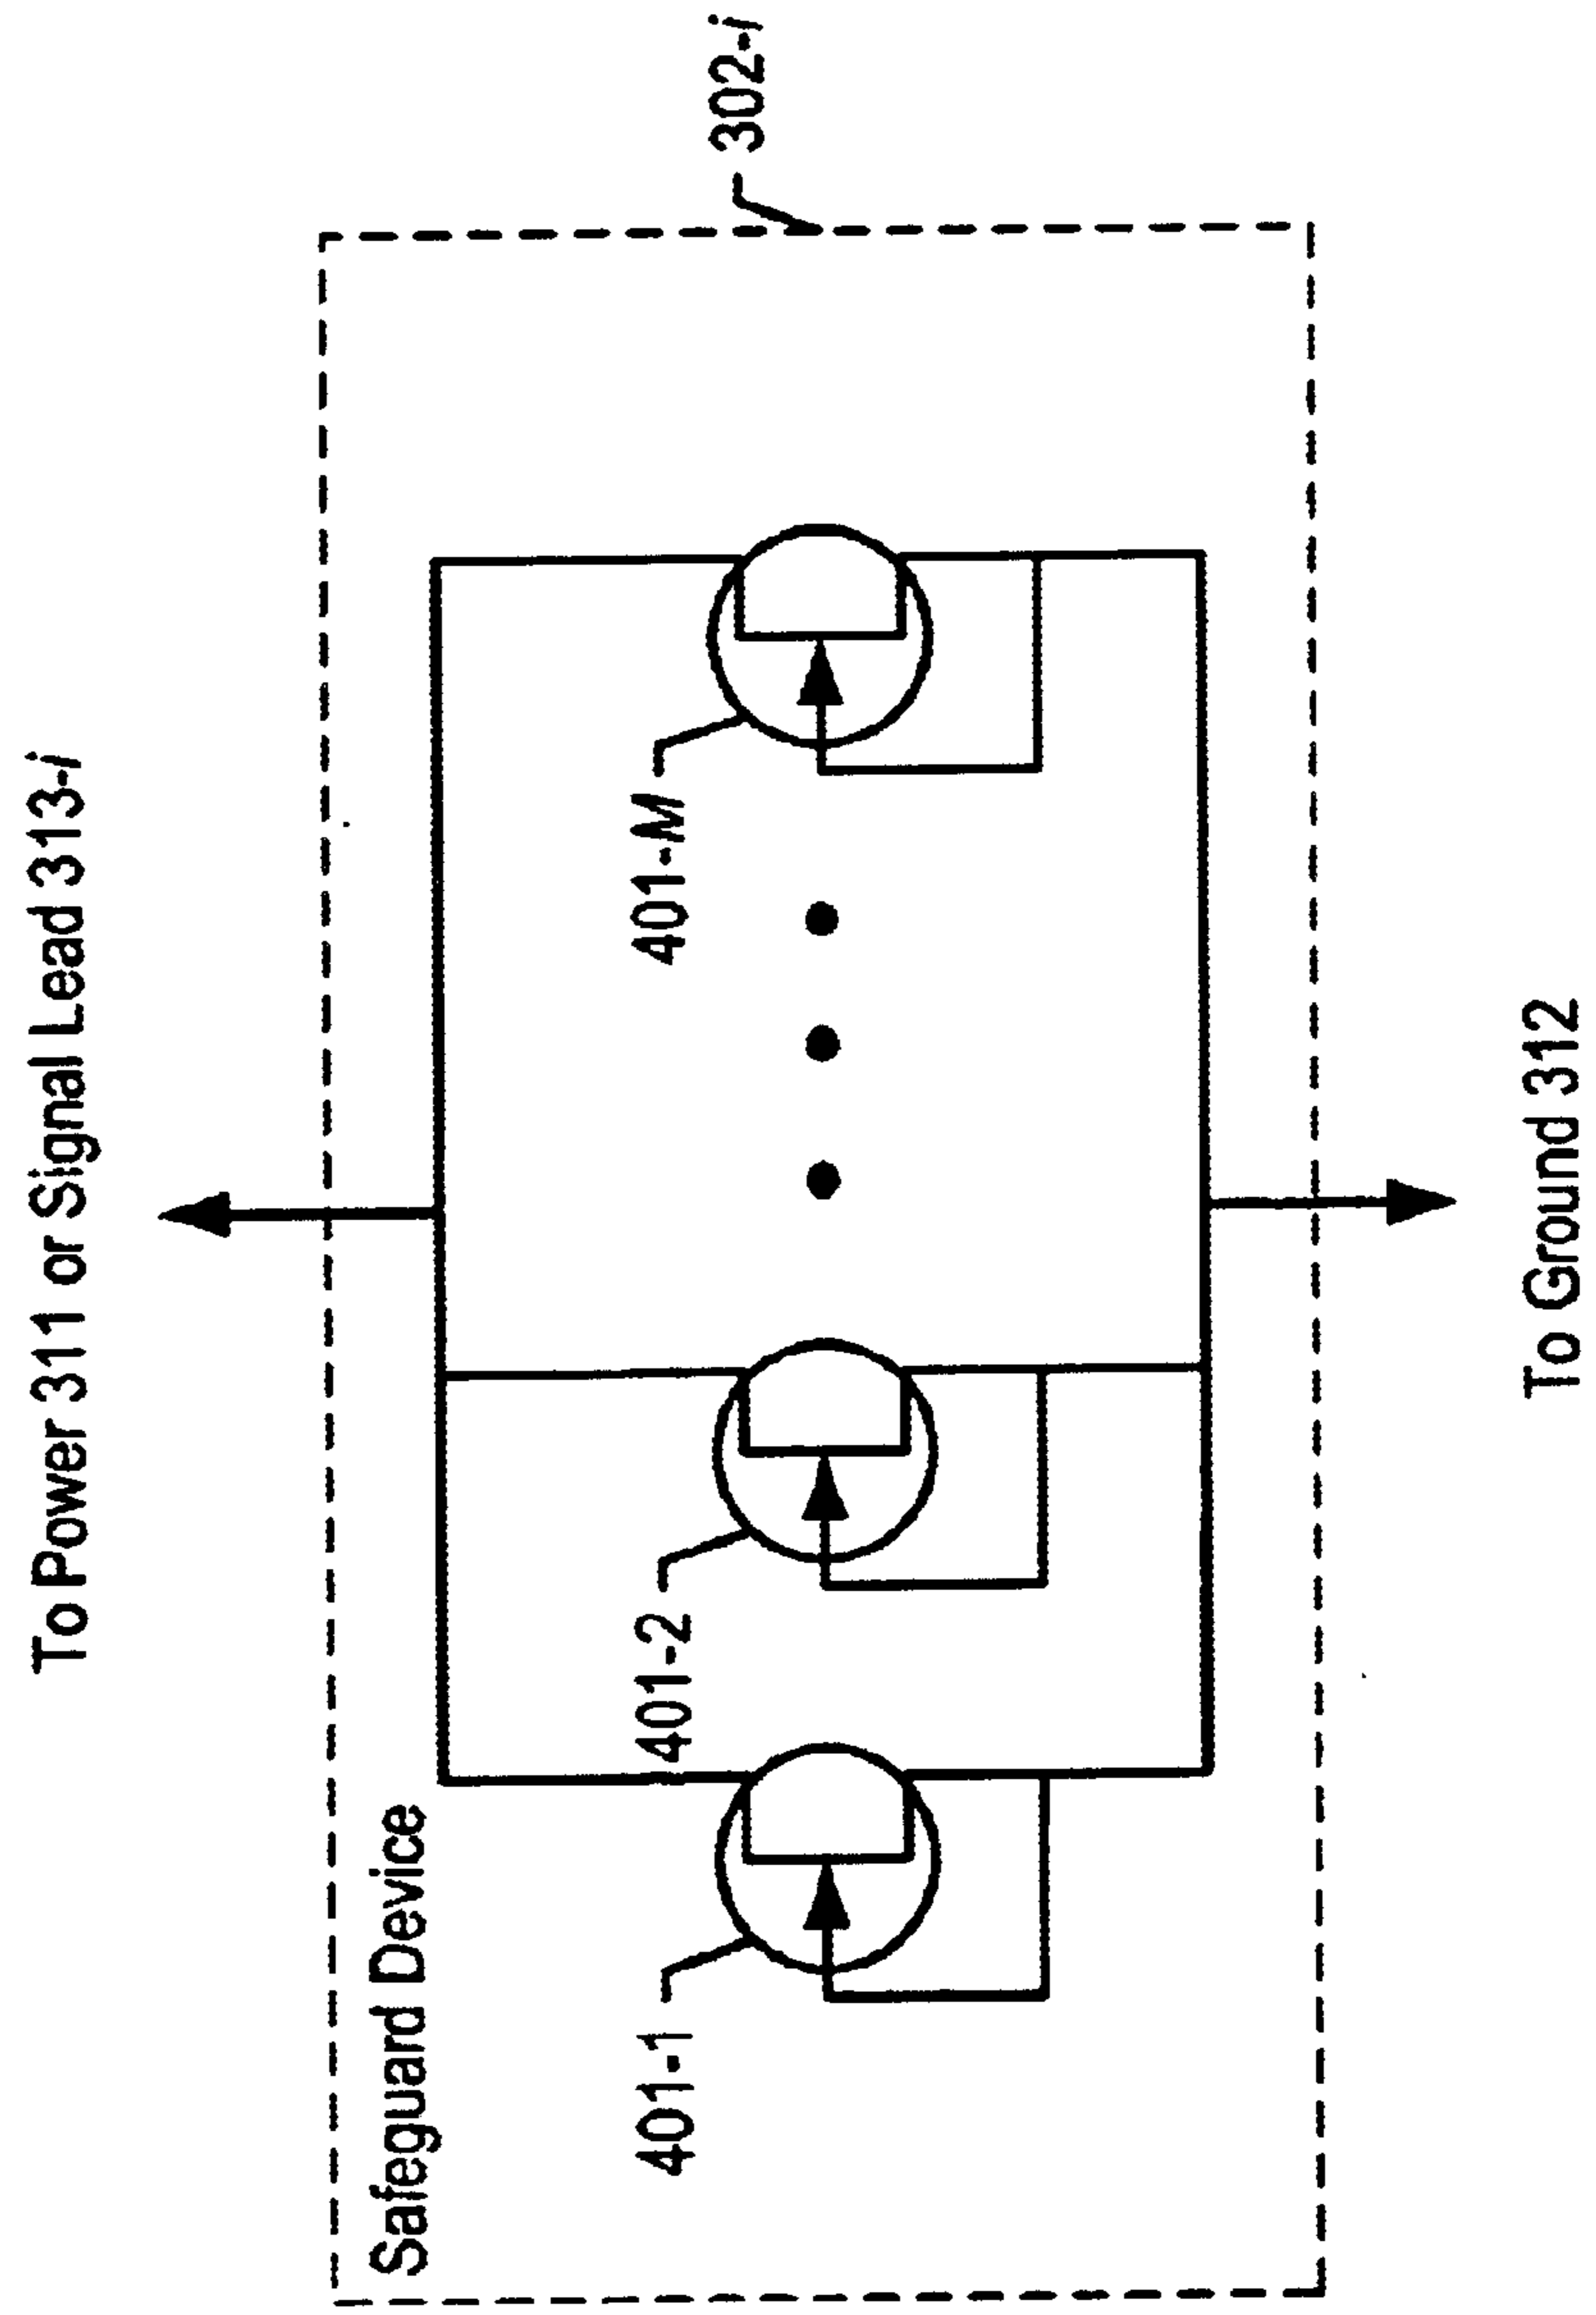 To Power 311 or Signal Lead 313-i
Safeguard Device
302-i
401-1
401-2
401-M
To Ground 312